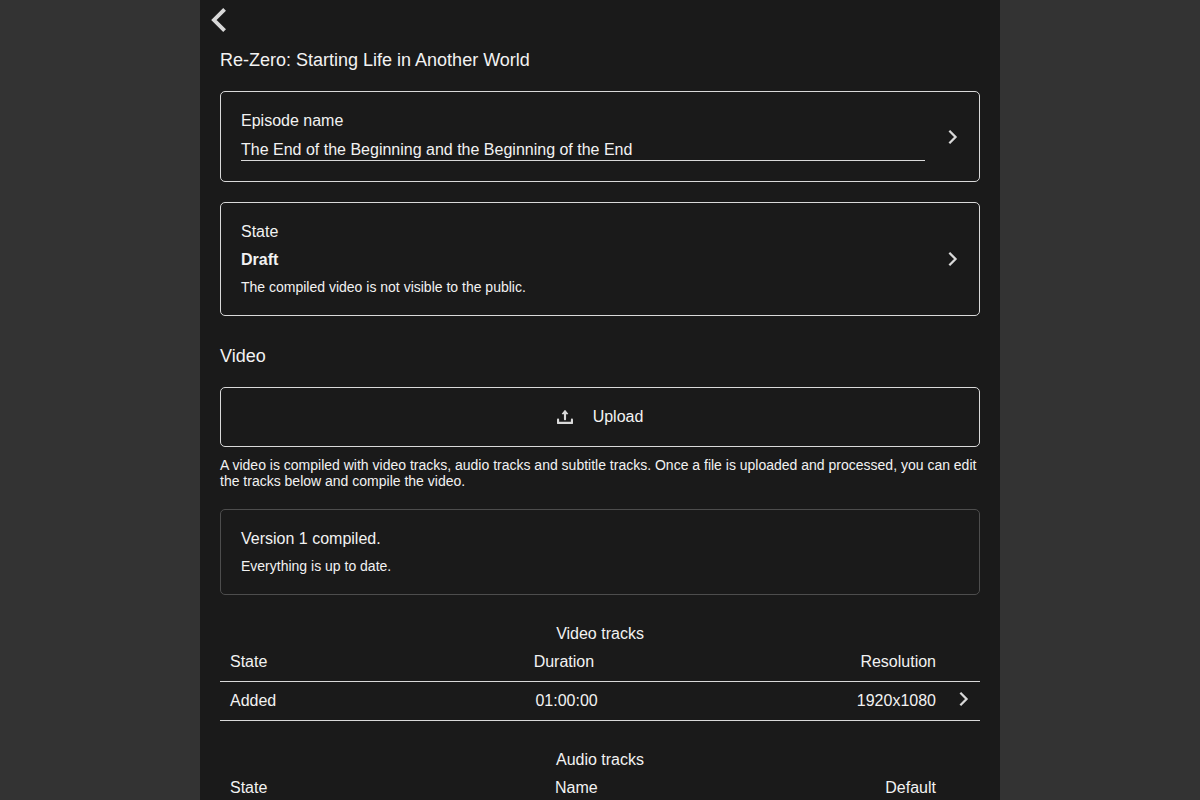 Re-Zero: Starting Life in Another World
Episode name
The End of the Beginning and the Beginning of the End
State
Draft
The compiled video is not visible to the public.
Video
Upload
A video is compiled with video tracks, audio tracks and subtitle tracks. Once a file is uploaded and processed, you can edit
the tracks below and compile the video.
Version 1 compiled.
Everything is up to date.
Video tracks
State Duration Resolution
Added 01:00:00 1920x1080
Audio tracks
State Name Default